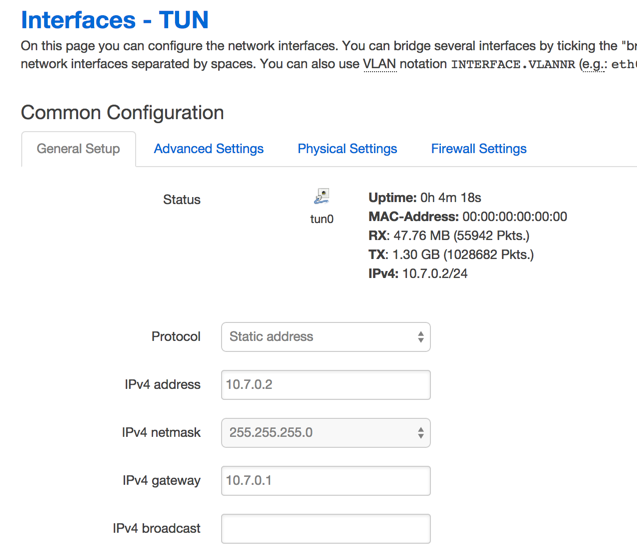 Interfaces - TUN
On this page you can configure the network interfaces. You can bridge several interfaces by ticking the "br
network interfaces separated by spaces. You can also use VLAN notation INTERFACE.VLANNR (e.g.: eth
Common Configuration
General Setup Advanced Settings Physical Settings Firewall Settings
Status
tun0
Uptime: 0h 4m 18s
MAC-Address: 00:00:00:00:00:00
RX: 47.76 MB (55942 Pkts.)
TX: 1.30 GB (1028682 Pkts.)
IPv4: 10.7.0.2/24
Protocol Static address
IPv4 address 10.7.0.2
IPv4 netmask 255.255.255.0
IPv4 gateway 10.7.0.1
IPv4 broadcast